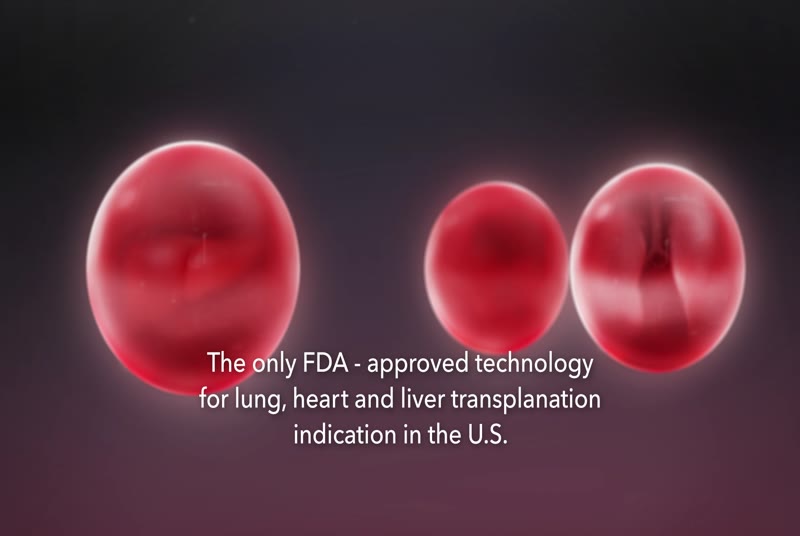 The only FDA - approved technology
for lung, heart and liver transplanation
indication in the U.S.